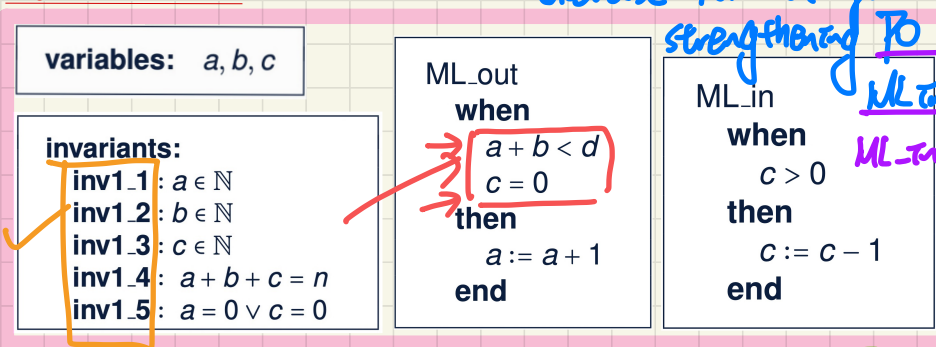 strengthening PO
variables: a, b, c
invariants:
inv1_1 : a ∈ ℕ
inv1_2 : b ∈ ℕ
inv1_3 : c ∈ ℕ
inv1_4 : a + b + c = n
inv1_5 : a = 0 ∨ c = 0
ML_out
when
a + b < d
c = 0
then
a := a + 1
end
ML_in
when
c > 0
then
c := c − 1
end